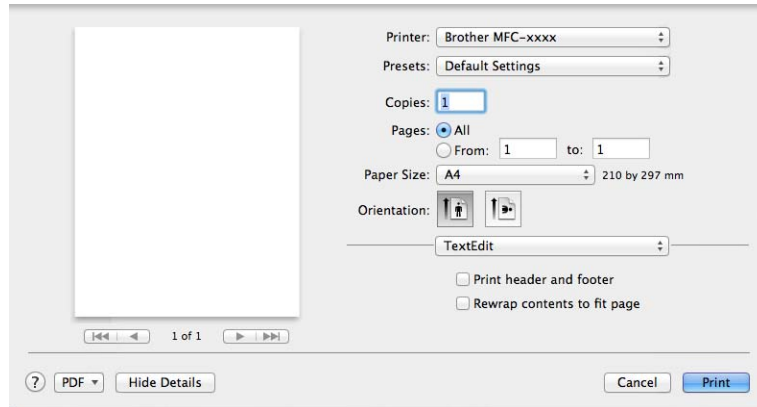 Printer: Brother MFC-xxxx
Presets: Default Settings
Copies: 1
Pages: All
From: 1 to: 1
Paper Size: A4 210 by 297 mm
Orientation:
TextEdit
Print header and footer
Rewrap contents to fit page
1 of 1
? PDF Hide Details Cancel Print